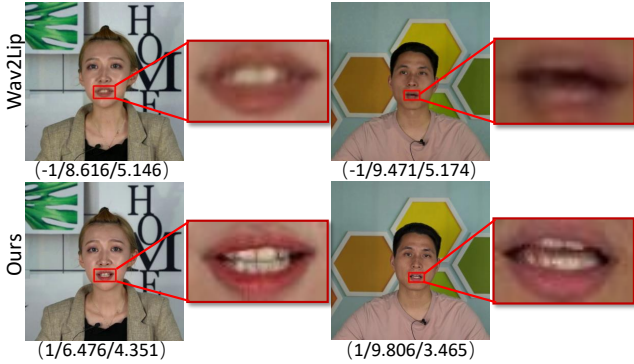 Wav2Lip
HOME
(-1/8.616/5.146)
(-1/9.471/5.174)
Ours
HOME
(1/6.476/4.351)
(1/9.806/3.465)